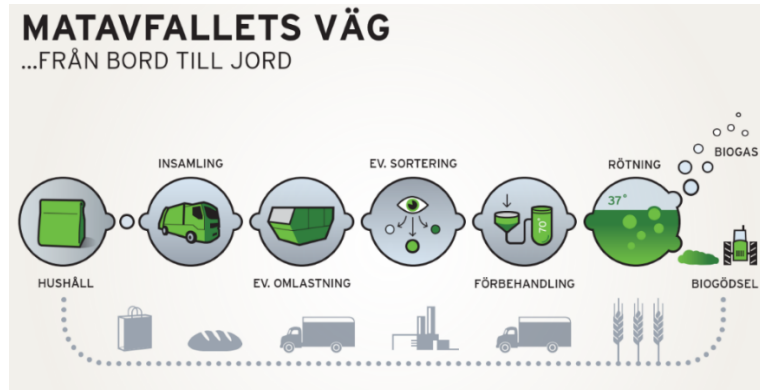 MATAVFALLETS VÄG
...FRÅN BORD TILL JORD
INSAMLING
EV. SORTERING
RÖTNING
BIOGAS
37°
70°
HUSHÅLL
EV. OMLASTNING
FÖRBEHANDLING
BIOGÖDSEL